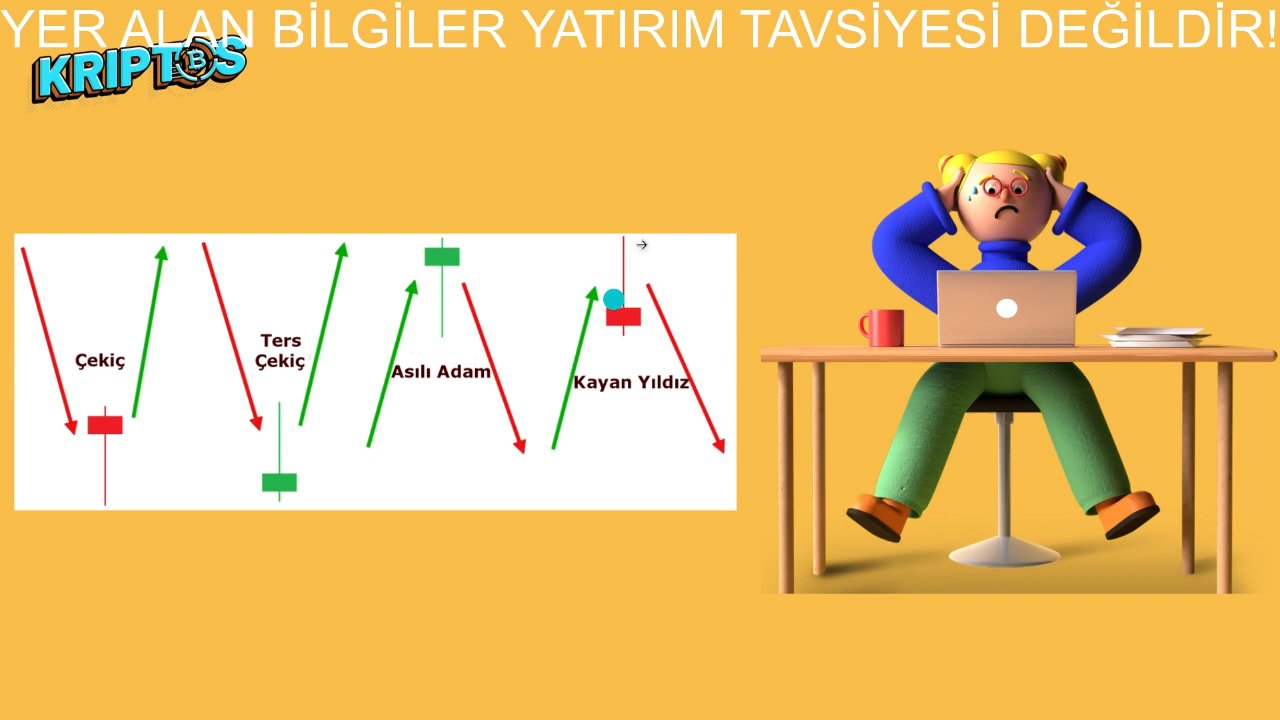 YER ALAN BİLGİLER YATIRIM TAVSİYESİ DEĞİLDİR!
KRIPTOS
Çekiç
Ters
Çekiç
Asılı Adam
Kayan Yıldız